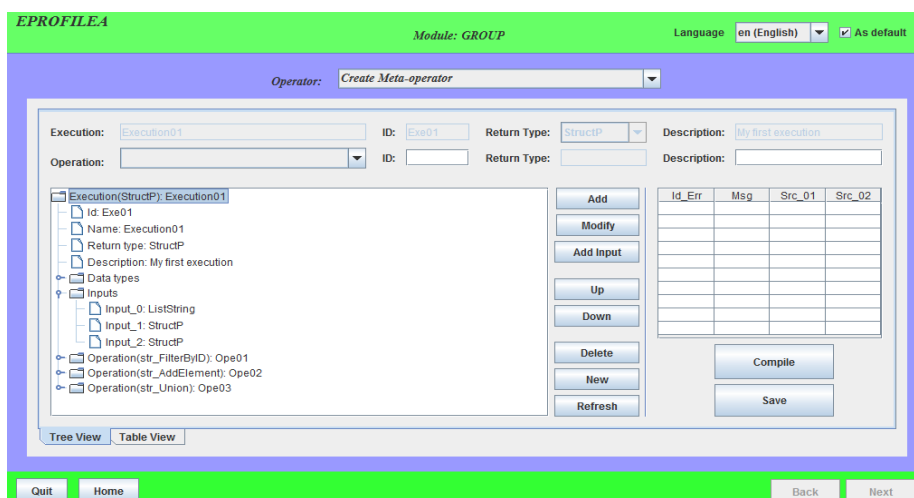 EPROFILEA
Module: GROUP
Language en (English) As default
Operator: Create Meta-operator
Execution: Execution01 ID: Exe01 Return Type: StructP Description: My first execution
Operation: ID: Return Type: Description:
Execution(StructP): Execution01
Id: Exe01
Name: Execution01
Return type: StructP
Description: My first execution
Data types
Inputs
Input_0: ListString
Input_1: StructP
Input_2: StructP
Operation(str_FilterByID): Ope01
Operation(str_AddElement): Ope02
Operation(str_Union): Ope03
Add
Modify
Add Input
Up
Down
Delete
New
Refresh
Id_Err Msg Src_01 Src_02
Compile
Save
Tree View Table View
Quit Home Back Next